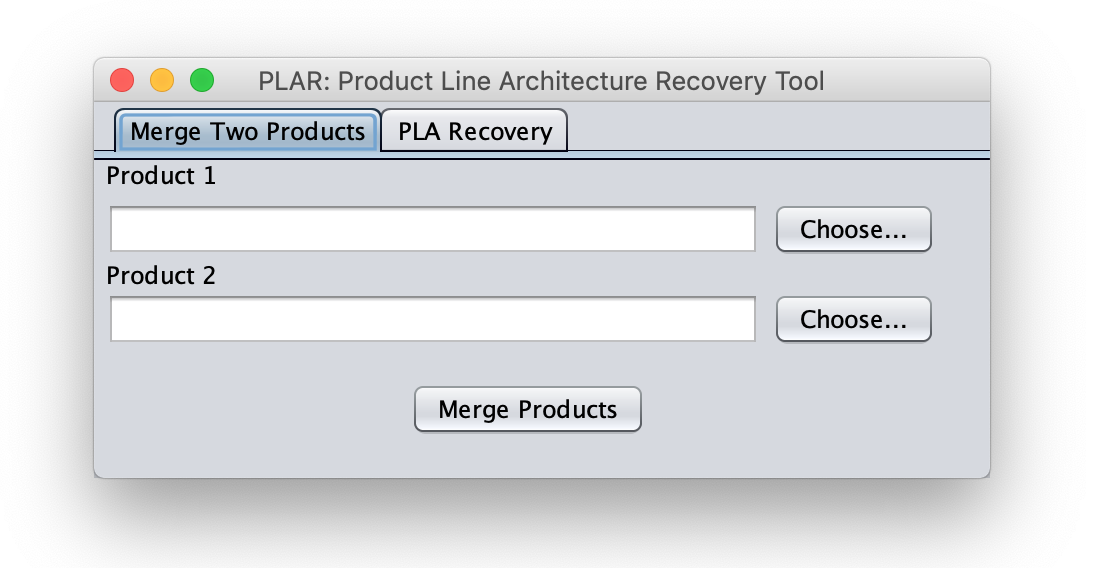 PLAR: Product Line Architecture Recovery Tool
Merge Two Products PLA Recovery
Product 1
Choose...
Product 2
Choose...
Merge Products